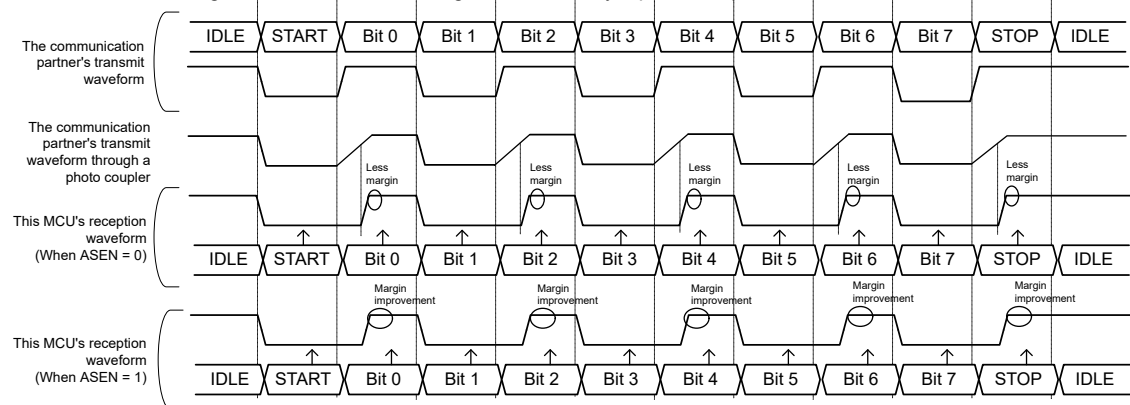 The communication
partner's transmit
waveform
IDLE START Bit 0 Bit 1 Bit 2 Bit 3 Bit 4 Bit 5 Bit 6 Bit 7 STOP IDLE
The communication
partner's transmit
waveform through a
photo coupler
Less Less Less Less Less
margin margin margin margin margin
This MCU's reception
waveform
(When ASEN = 0)
IDLE START Bit 0 Bit 1 Bit 2 Bit 3 Bit 4 Bit 5 Bit 6 Bit 7 STOP IDLE
Margin Margin Margin Margin Margin
improvement improvement improvement improvement improvement
This MCU's reception
waveform
(When ASEN = 1)
IDLE START Bit 0 Bit 1 Bit 2 Bit 3 Bit 4 Bit 5 Bit 6 Bit 7 STOP IDLE